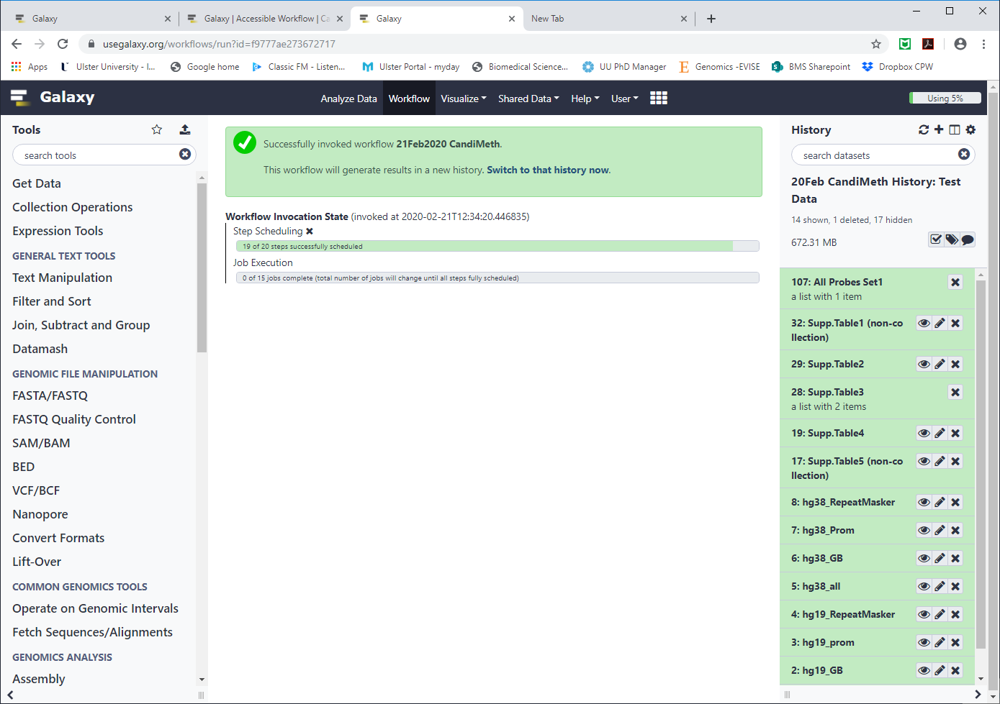 Galaxy
Galaxy | Accessible Workflow | Ca
Galaxy
New Tab
usegalaxy.org/workflows/run?id=f9777ae273672717
Apps
Ulster University - I...
Google home
Classic FM - Listen...
Ulster Portal - myday
Biomedical Science...
UU PhD Manager
Genomics -EVISE
BMS Sharepoint
Dropbox CPW
Galaxy
Analyze Data
Workflow
Visualize
Shared Data
Help
User
Using 5%
Tools
search tools
Get Data
Collection Operations
Expression Tools
GENERAL TEXT TOOLS
Text Manipulation
Filter and Sort
Join, Subtract and Group
Datamash
GENOMIC FILE MANIPULATION
FASTA/FASTQ
FASTQ Quality Control
SAM/BAM
BED
VCF/BCF
Nanopore
Convert Formats
Lift-Over
COMMON GENOMICS TOOLS
Operate on Genomic Intervals
Fetch Sequences/Alignments
GENOMICS ANALYSIS
Assembly
Successfully invoked workflow 21Feb2020 CandiMeth.
This workflow will generate results in a new history. Switch to that history now.
Workflow Invocation State (invoked at 2020-02-21T12:34:20.446835)
Step Scheduling
19 of 20 steps successfully scheduled
Job Execution
0 of 15 jobs complete (total number of jobs will change until all steps fully scheduled)
History
search datasets
20Feb CandiMeth History: Test
Data
14 shown, 1 deleted, 17 hidden
672.31 MB
107: All Probes Set1
a list with 1 item
32: Supp.Table1 (non-co
llection)
29: Supp.Table2
28: Supp.Table3
a list with 2 items
19: Supp.Table4
17: Supp.Table5 (non-co
llection)
8: hg38_RepeatMasker
7: hg38_Prom
6: hg38_GB
5: hg38_all
4: hg19_RepeatMasker
3: hg19_prom
2: hg19_GB